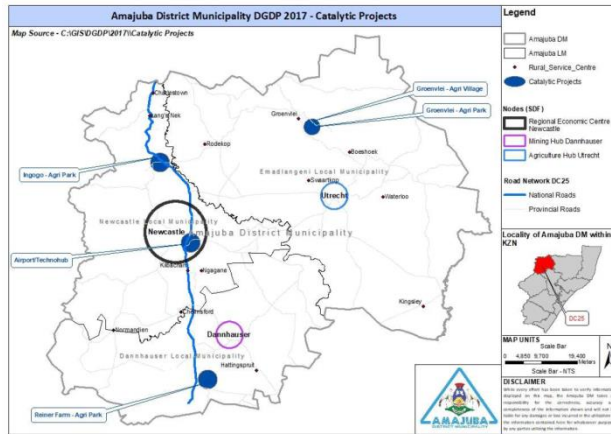 Amajuba District Municipality DGDP 2017 - Catalytic Projects
Map Source - C:\GIS\DGDP\2017\\Catalytic Projects
Charlestown
Lang's Nek
Groenvlei
Groenvlei - Agri Village
Groenvlei - Agri Park
Rodekop
Boeshoek
Emadlangeni Local Municipality
Ingogo - Agri Park
Utrecht
Waterloo
Newcastle Local Municipality
Newcastle
Amajuba District Municipality
Airport/Technohub
Ngagane
Kingsley
Normandien
Dannhauser
Dannhauser Local Municipality
Hattingspruit
Reiner Farm - Agri Park
AMAJUBA
DISTRICT MUNICIPALITY
Legend
Amajuba DM
Amajuba LM
Rural_Service_Centre
Catalytic Projects
Nodes (SDF)
Regional Economic Centre
Newcastle
Mining Hub Dannhauser
Agriculture Hub Utrecht
Road Network DC25
National Roads
Provincial Roads
Locality of Amajuba DM within
KZN
DC25
MAP UNITS
Scale Bar
Meters
Scale Bar - NTS
N
DISCLAIMER